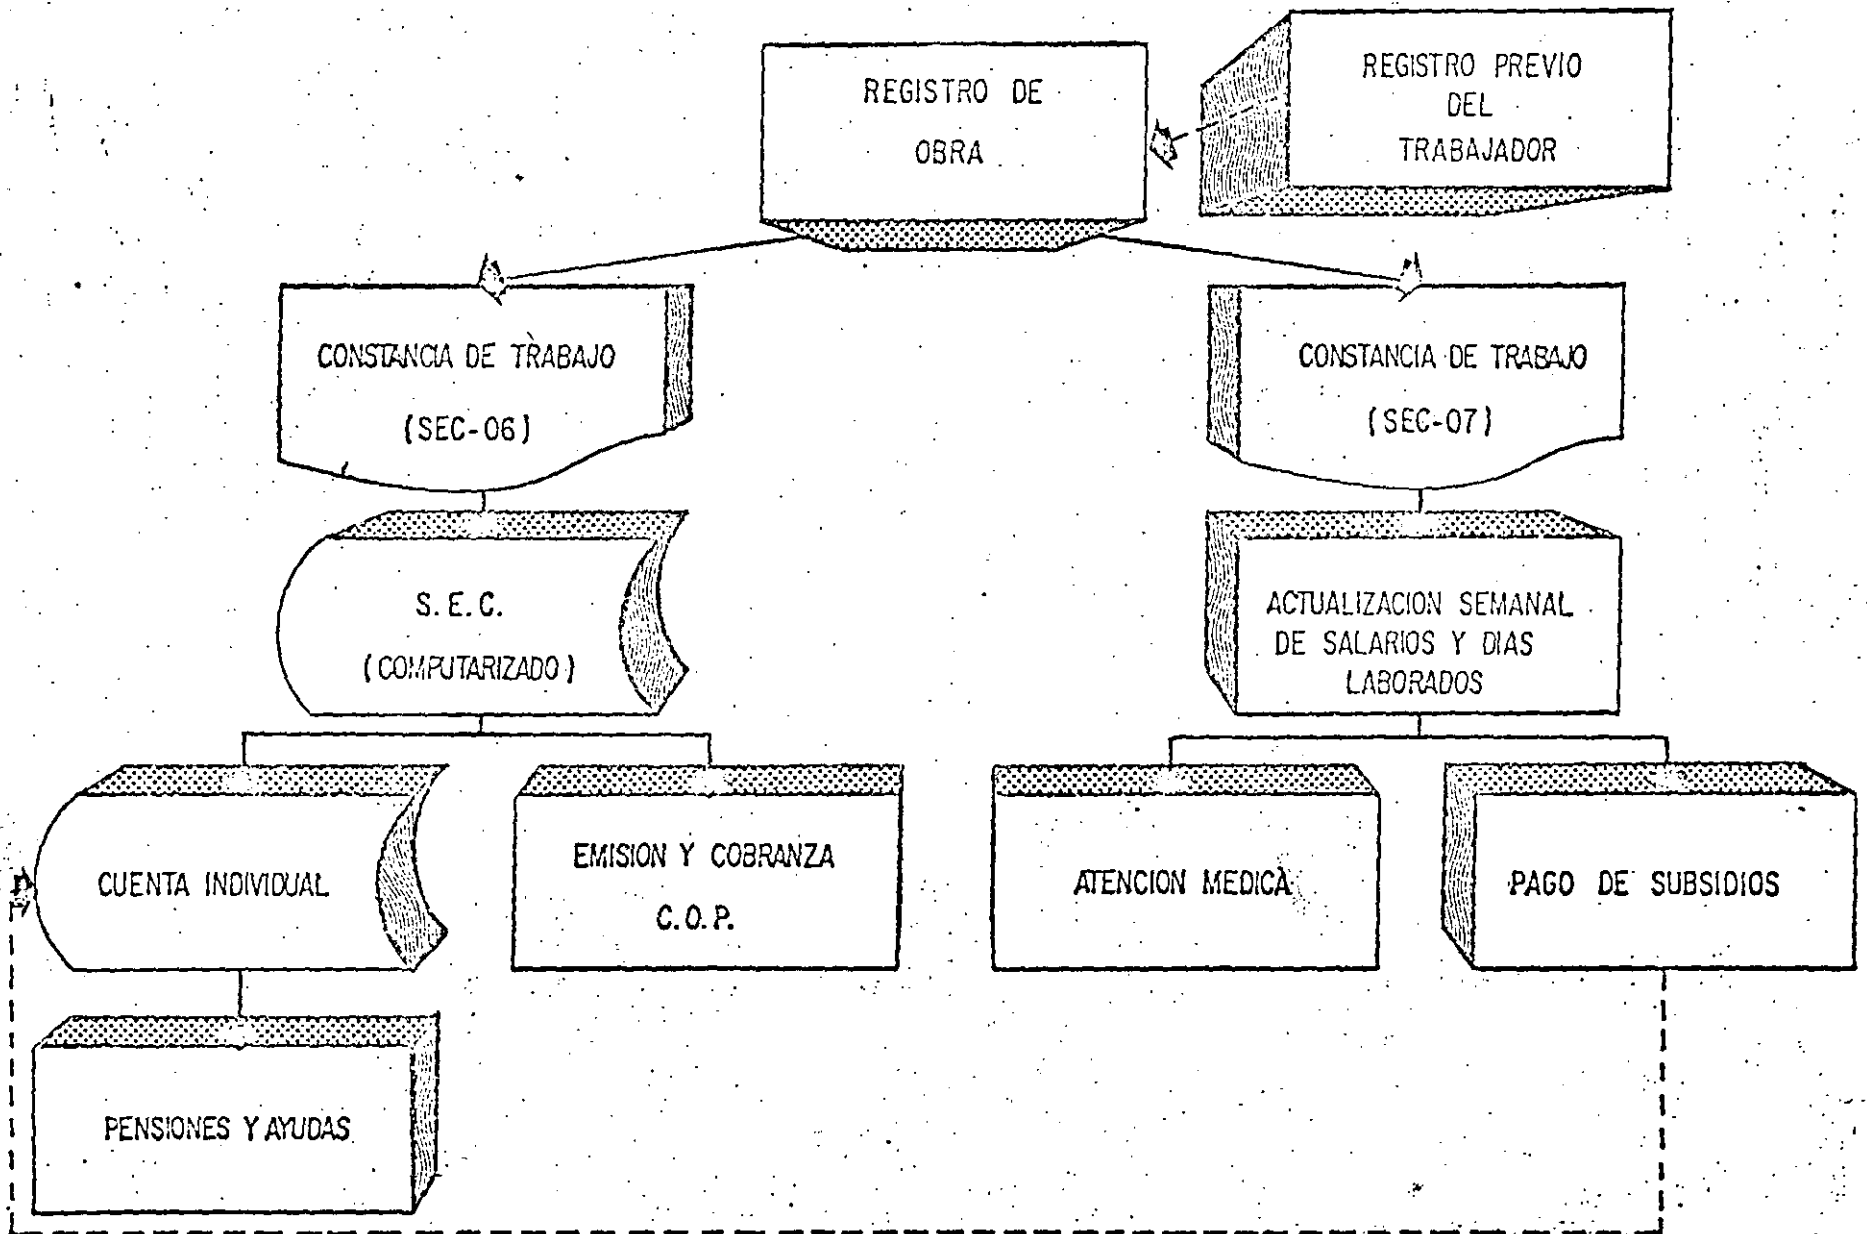 REGISTRO DE
OBRA
REGISTRO PREVIO
DEL
TRABAJADOR
CONSTANCIA DE TRABAJO
(SEC-06)
CONSTANCIA DE TRABAJO
(SEC-07)
S. E. C.
(COMPUTARIZADO)
ACTUALIZACION SEMANAL
DE SALARIOS Y DIAS
LABORADOS
CUENTA INDIVIDUAL
EMISION Y COBRANZA
C.O.P.
ATENCION MEDICA
PAGO DE SUBSIDIOS
PENSIONES Y AYUDAS